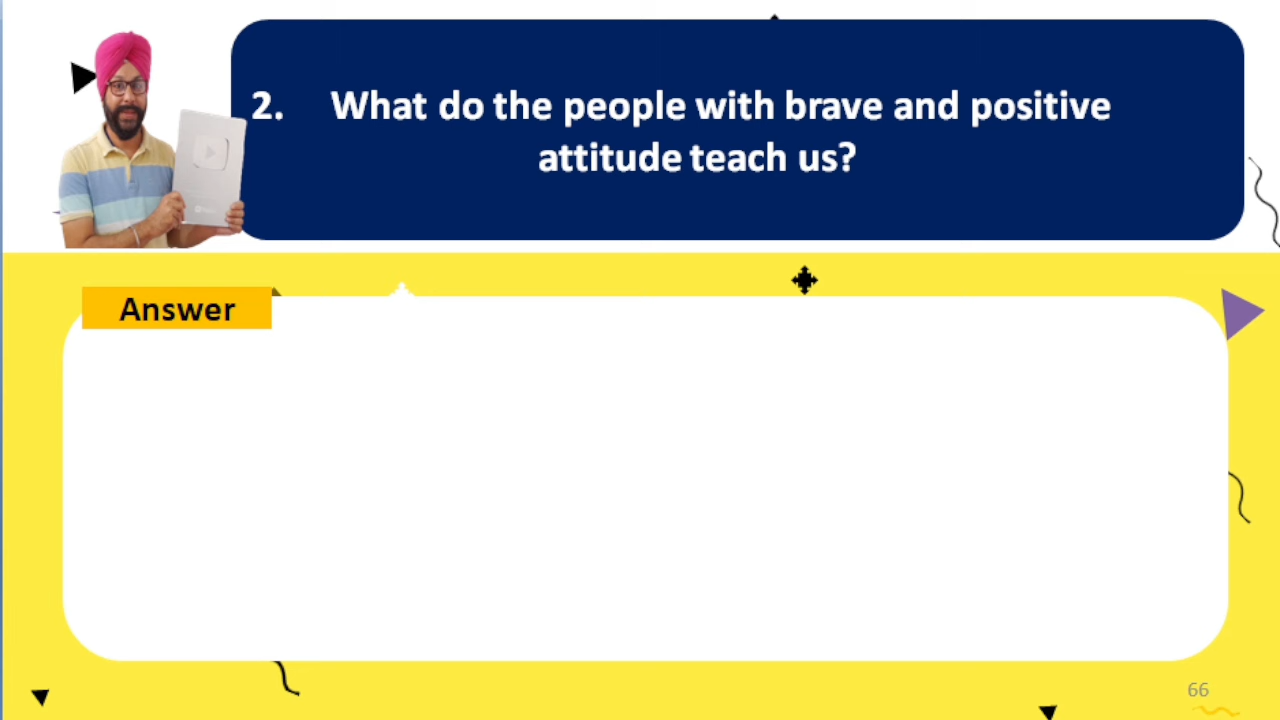 2. What do the people with brave and positive
attitude teach us?
Answer
66